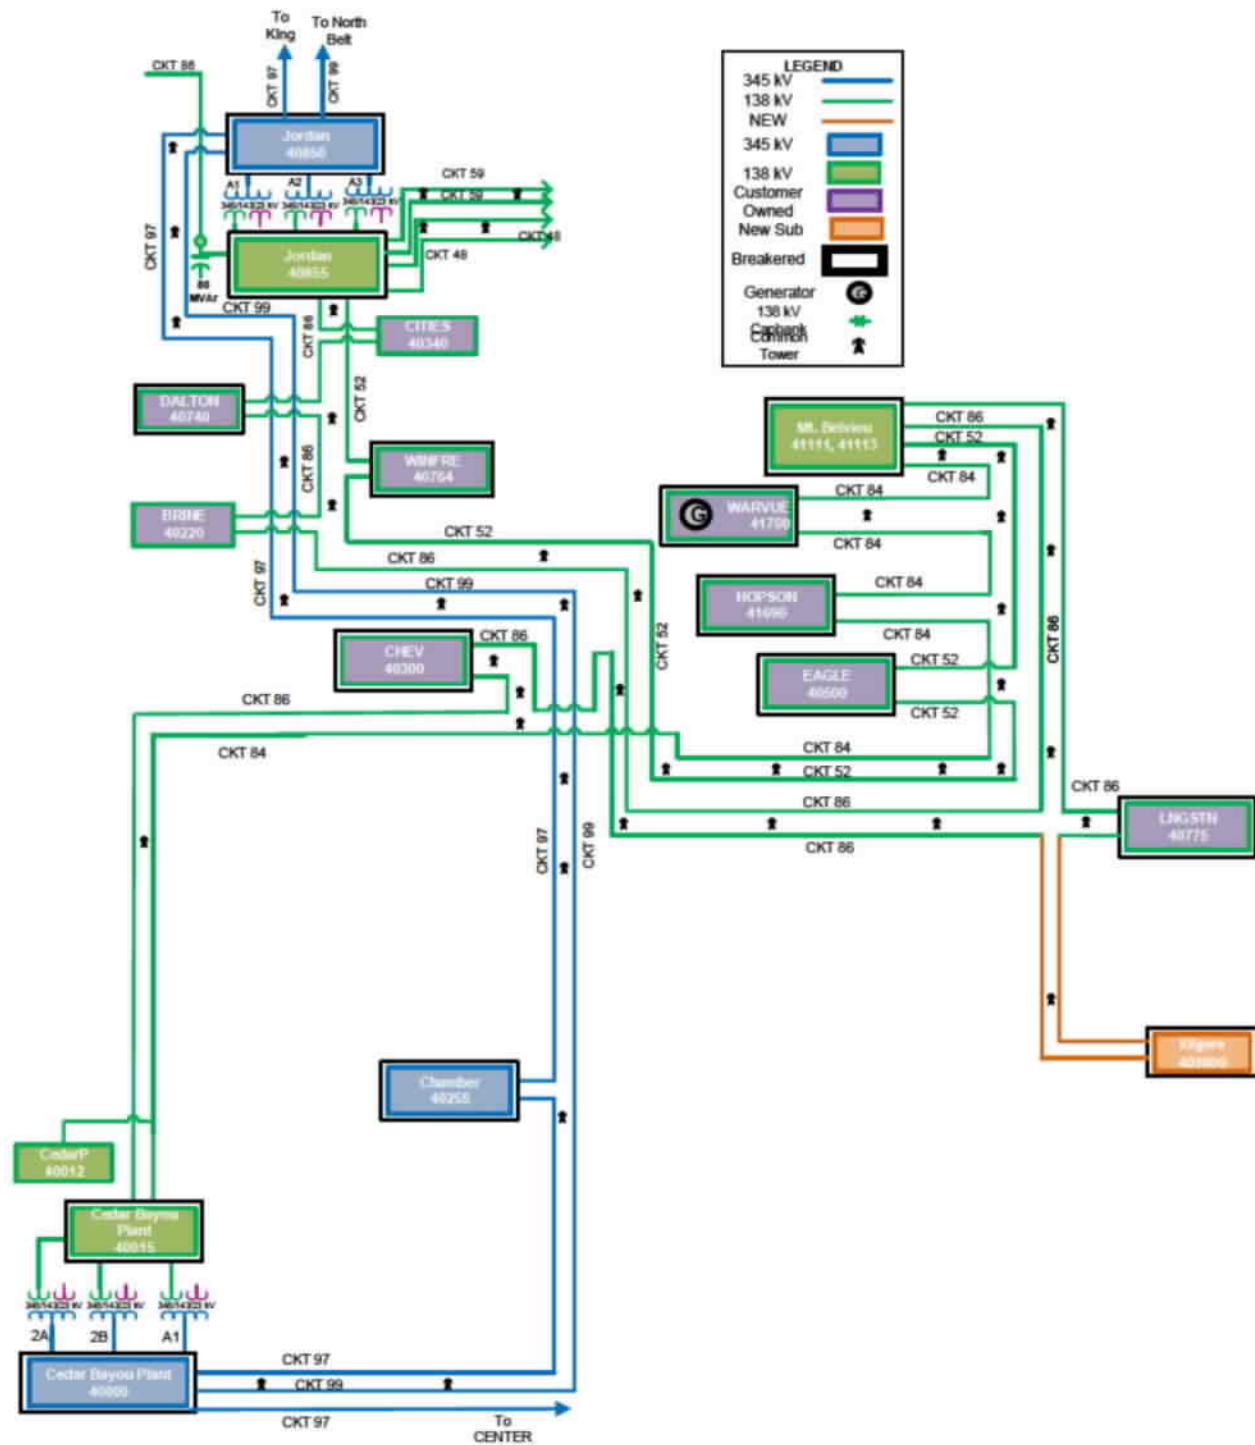 To
King
To North
Belt
CKT 86
CKT 97
CKT 99
Jordan
40850
A1
A2
A3
CKT 59
CKT 59
CKT 48
CKT 48
Jordan
40855
CKT 97
MVAr
CKT 99
CKT 86
CITIES
40340
CKT 52
DALTON
40740
CKT 86
WINFRE
40764
BRINE
40220
CKT 52
CKT 86
CKT 97
CKT 99
CKT 52
CHEV
40300
CKT 86
CKT 86
CKT 84
LEGEND
345 kV
138 kV
NEW
345 kV
138 kV
Customer
Owned
New Sub
Breakered
Generator
G
138 kV
Capbank
Common
Tower
Mt. Belvieu
41111, 41113
CKT 86
CKT 52
CKT 84
CKT 84
G
WARVUE
41700
CKT 84
CKT 84
HOPSON
CKT 84
CKT 86
CKT 52
EAGLE
40500
CKT 52
CKT 84
CKT 52
CKT 86
CKT 86
CKT 86
LNGSTN
40775
CKT 97
CKT 99
Kilgore
Chamber
40255
CedarP
40012
Cedar Bayou
Plant
40015
2A
2B
A1
Cedar Bayou Plant
40000
CKT 97
CKT 99
CKT 97
To
CENTER